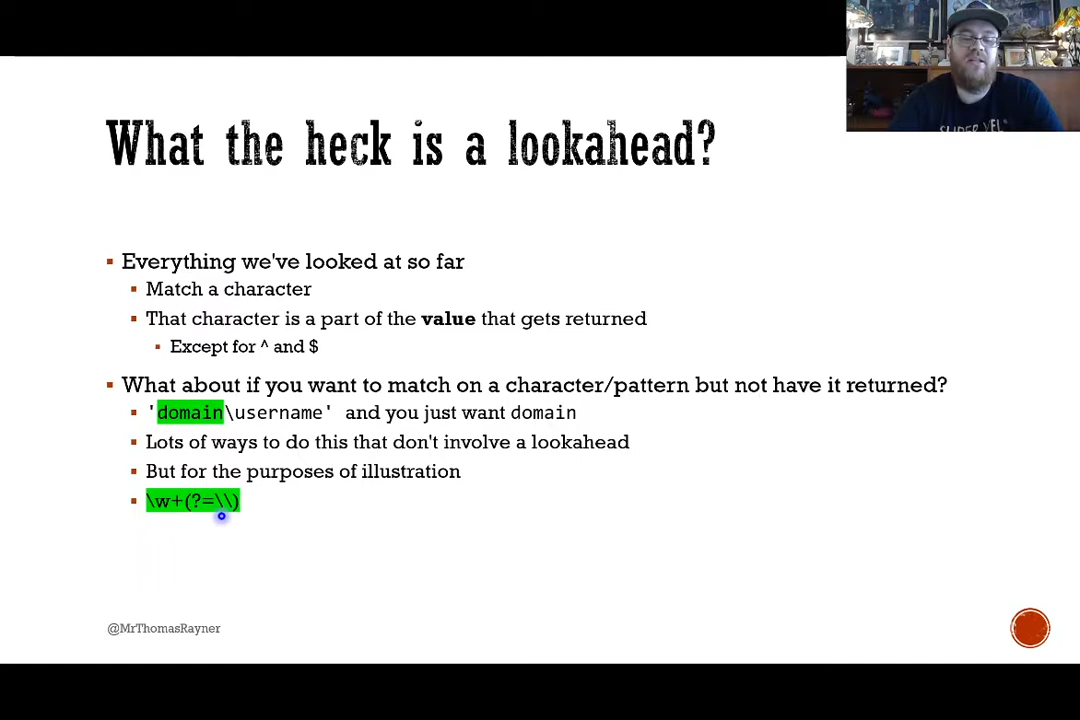 What the heck is a lookahead?
Everything we've looked at so far
Match a character
That character is a part of the value that gets returned
Except for ^ and $
What about if you want to match on a character/pattern but not have it returned?
'domain\username' and you just want domain
Lots of ways to do this that don't involve a lookahead
But for the purposes of illustration
\w+(?=\\)
@MrThomasRayner